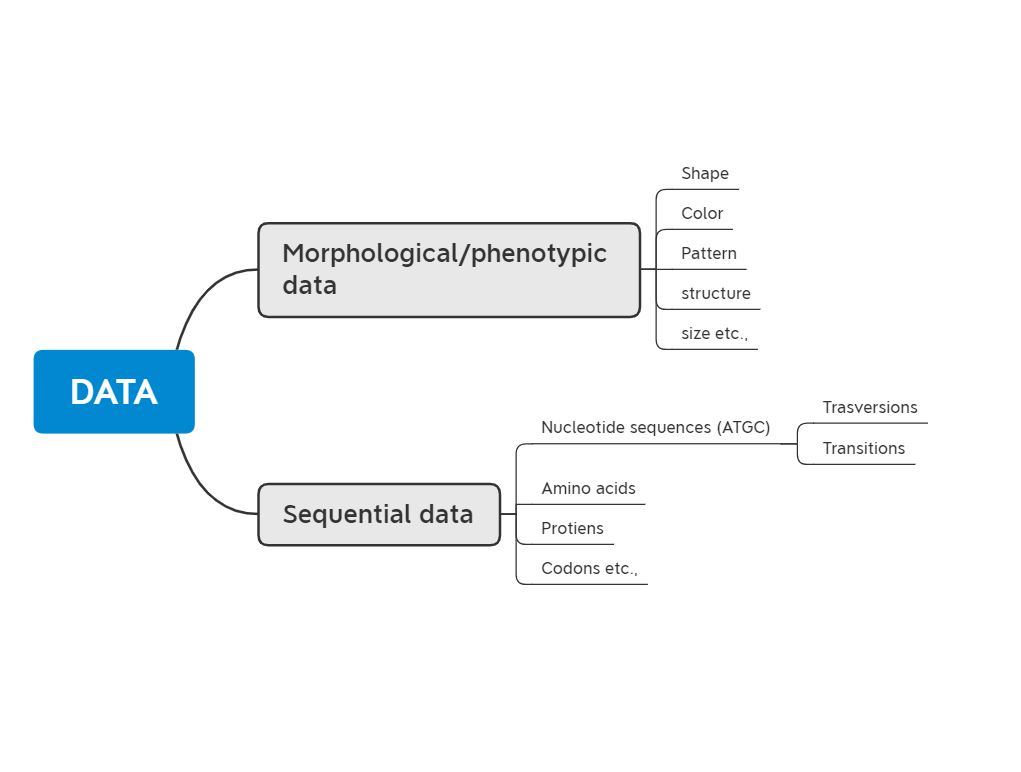 DATA
Morphological/phenotypic
data
Shape
Color
Pattern
structure
size etc.,
Sequential data
Nucleotide sequences (ATGC)
Trasversions
Transitions
Amino acids
Protiens
Codons etc.,